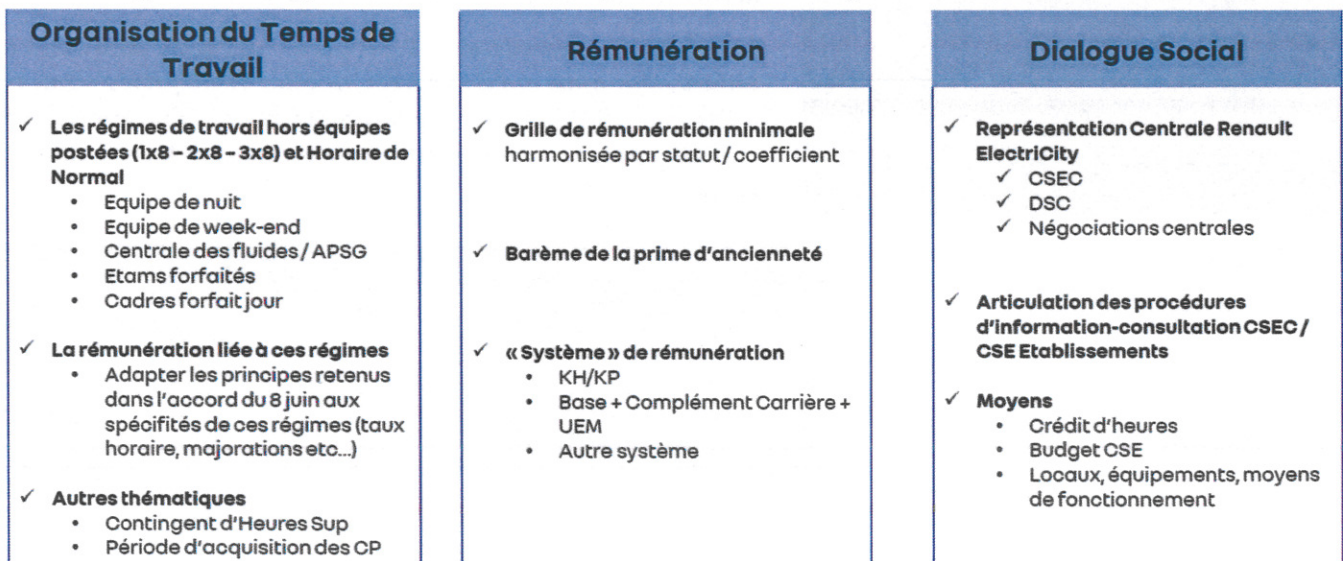 Organisation du Temps de
Travail
✓ Les régimes de travail hors équipes
postées (1x8 – 2x8 – 3x8) et Horaire de
Normal
• Equipe de nuit
• Equipe de week-end
• Centrale des fluides / APSG
• Etams forfaités
• Cadres forfait jour
✓ La rémunération liée à ces régimes
• Adapter les principes retenus
dans l'accord du 8 juin aux
spécifités de ces régimes (taux
horaire, majorations etc...)
✓ Autres thématiques
• Contingent d'Heures Sup
• Période d'acquisition des CP
Rémunération
✓ Grille de rémunération minimale
harmonisée par statut / coefficient
✓ Barème de la prime d'ancienneté
✓ « Système » de rémunération
• KH/KP
• Base + Complément Carrière +
UEM
• Autre système
Dialogue Social
✓ Représentation Centrale Renault
ElectriCity
✓ CSEC
✓ DSC
✓ Négociations centrales
✓ Articulation des procédures
d'information-consultation CSEC /
CSE Etablissements
✓ Moyens
• Crédit d'heures
• Budget CSE
• Locaux, équipements, moyens
de fonctionnement